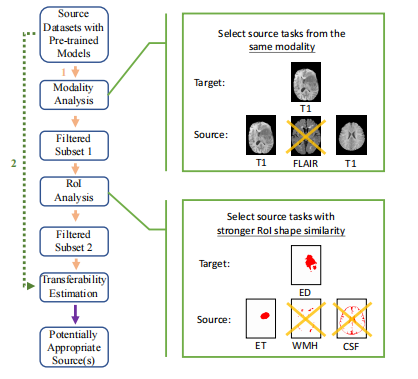 Source
Datasets with
Pre-trained
Models
1
Modality
Analysis
Filtered
Subset 1
RoI
Analysis
Filtered
Subset 2
Transferability
Estimation
Potentially
Appropriate
Source(s)
2
Select source tasks from the
same modality
Target:
T1
Source:
T1 FLAIR T1
Select source tasks with
stronger RoI shape similarity
Target:
ED
Source:
ET WMH CSF